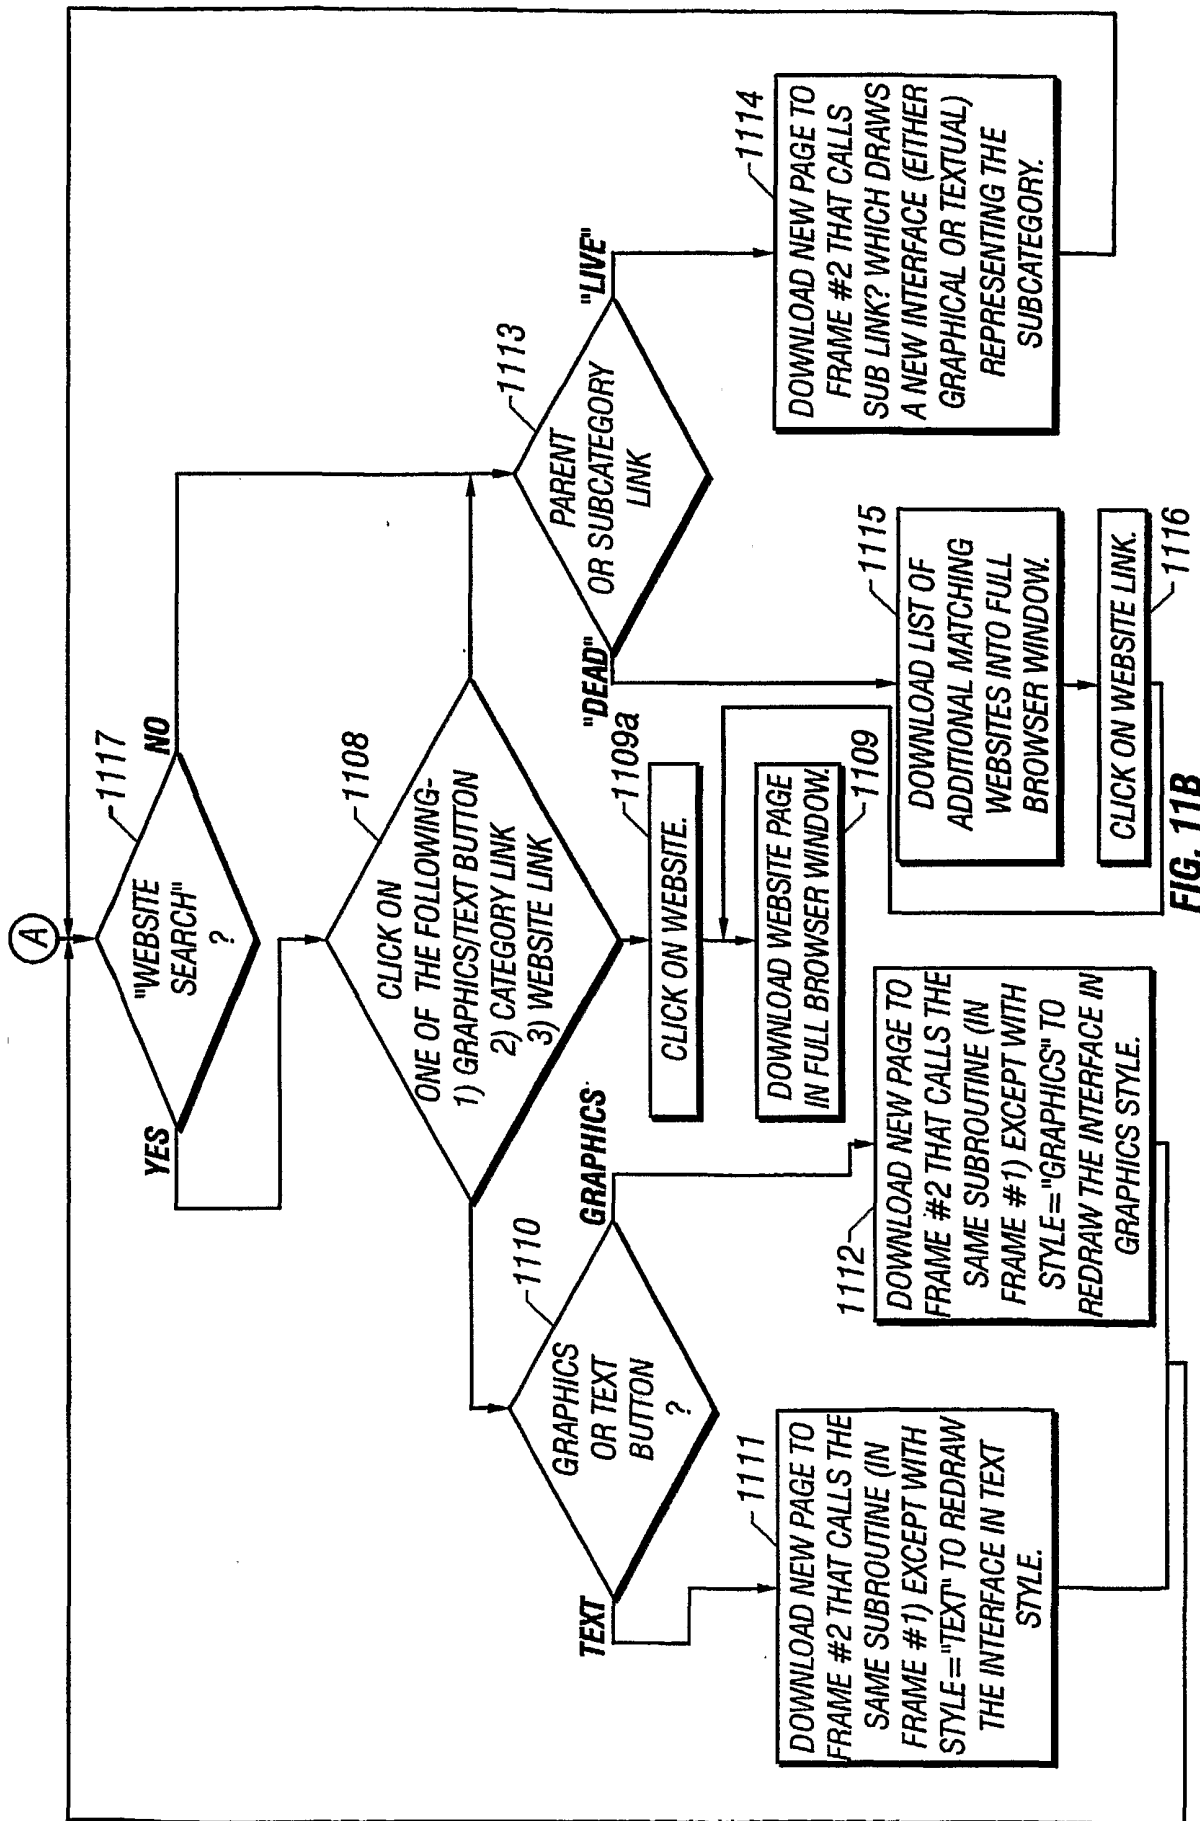 A
1117
"WEBSITE
SEARCH"
?
YES
NO
1108
CLICK ON
ONE OF THE FOLLOWING-
1) GRAPHICS/TEXT BUTTON
2) CATEGORY LINK
3) WEBSITE LINK
1110
GRAPHICS
OR TEXT
BUTTON
?
TEXT
GRAPHICS
1109a
CLICK ON WEBSITE.
DOWNLOAD WEBSITE PAGE
IN FULL BROWSER WINDOW.
1109
1113
PARENT
OR SUBCATEGORY
LINK
"DEAD"
"LIVE"
1111
DOWNLOAD NEW PAGE TO
FRAME #2 THAT CALLS THE
SAME SUBROUTINE (IN
FRAME #1) EXCEPT WITH
STYLE="TEXT" TO REDRAW
THE INTERFACE IN TEXT
STYLE.
1112
DOWNLOAD NEW PAGE TO
FRAME #2 THAT CALLS THE
SAME SUBROUTINE (IN
FRAME #1) EXCEPT WITH
STYLE="GRAPHICS" TO
REDRAW THE INTERFACE IN
GRAPHICS STYLE.
1115
DOWNLOAD LIST OF
ADDITIONAL MATCHING
WEBSITES INTO FULL
BROWSER WINDOW.
CLICK ON WEBSITE LINK.
1116
1114
DOWNLOAD NEW PAGE TO
FRAME #2 THAT CALLS
SUB LINK? WHICH DRAWS
A NEW INTERFACE (EITHER
GRAPHICAL OR TEXTUAL)
REPRESENTING THE
SUBCATEGORY.
FIG. 11B